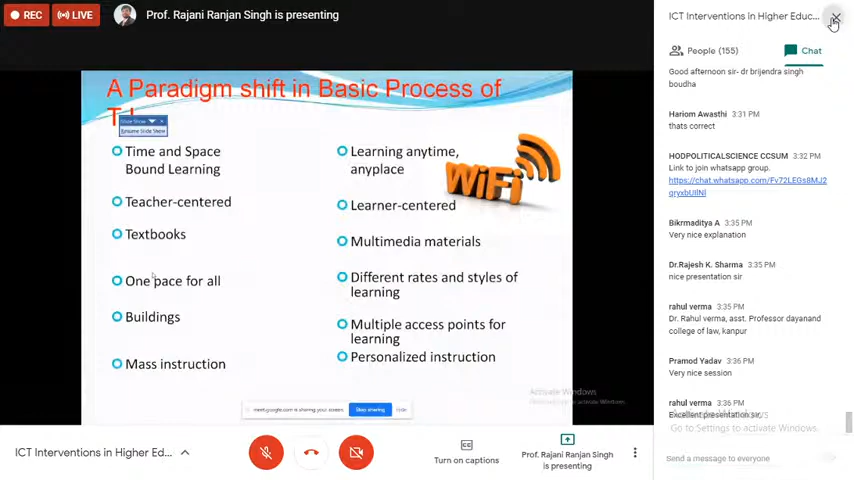 REC
LIVE
Prof. Rajani Ranjan Singh is presenting
A Paradigm shift in Basic Process of
Time and Space
Bound Learning
Teacher-centered
Textbooks
One pace for all
Buildings
Mass instruction
Learning anytime,
anyplace
Learner-centered
Multimedia materials
Different rates and styles of
learning
Multiple access points for
learning
Personalized instruction
WiFi
Slide Show
Resume Slide Show
meet.google.com is sharing your screen.
Stop sharing
Hide
Activate Windows
ICT Interventions in Higher Ed...
Turn on captions
Prof. Rajani Ranjan Singh
is presenting
ICT Interventions in Higher Educ...
People (155)
Chat
Good afternoon sir- dr brijendra singh
boudha
Hariom Awasthi 3:31 PM
thats correct
HODPOLITICALSCIENCE CCSUM 3:32 PM
Link to join whatsapp group.
https://chat.whatsapp.com/Fv72LEGs8MJ2
qryxbUIlNl
Bikrmaditya A 3:35 PM
Very nice explanation
Dr.Rajesh K. Sharma 3:35 PM
nice presentation sir
rahul verma 3:35 PM
Dr. Rahul verma, asst. Professor dayanand
college of law, kanpur
Pramod Yadav 3:36 PM
Very nice session
rahul verma 3:36 PM
Excellent presentation sir,
Go to Settings to activate Windows.
Send a message to everyone